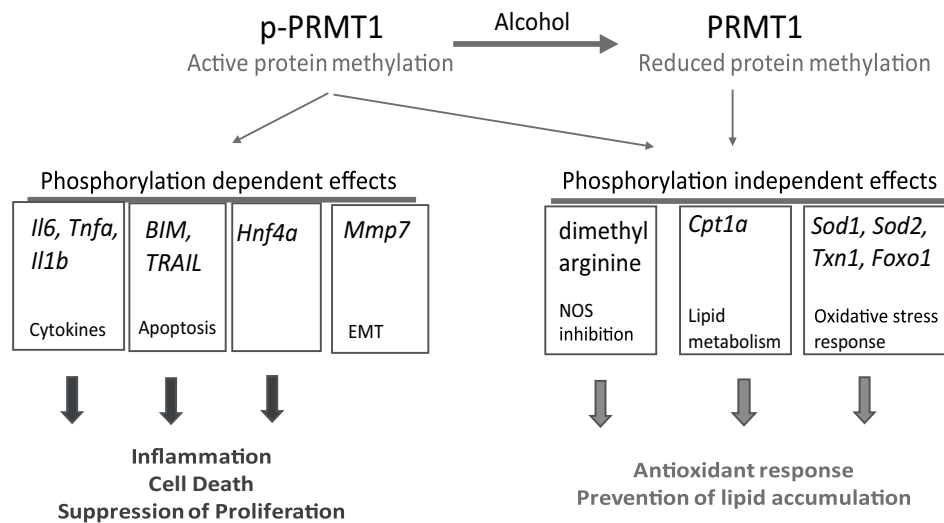 p-PRMT1
Alcohol
PRMT1
Active protein methylation
Reduced protein methylation
Phosphorylation dependent effects
Il6, Tnfa,
Il1b
Cytokines
BIM,
TRAIL
Apoptosis
Hnf4a
Mmp7
EMT
Inflammation
Cell Death
Suppression of Proliferation
Phosphorylation independent effects
dimethyl
arginine
NOS
inhibition
Cpt1a
Lipid
metabolism
Sod1, Sod2,
Txn1, Foxo1
Oxidative stress
response
Antioxidant response
Prevention of lipid accumulation